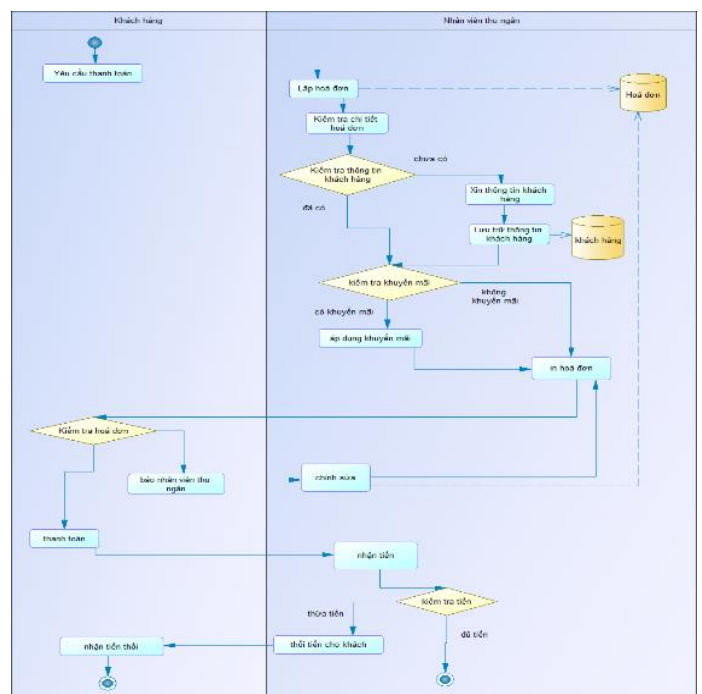 Khách hàng
Nhân viên thu ngân
Yêu cầu thanh toán
Lập hoá đơn
Hoá đơn
Kiểm tra chi tiết
hoá đơn
chưa có
Kiểm tra thông tin
khách hàng
Xin thông tin khách
hàng
đã có
Lưu trữ thông tin
khách hàng
khách hàng
kiểm tra khuyến mãi
không
khuyến mãi
có khuyến mãi
áp dụng khuyến mãi
in hoá đơn
Kiểm tra hoá đơn
báo nhân viên thu
ngân
chỉnh sửa
thanh toán
nhận tiền
kiểm tra tiền
thừa tiền
đủ tiền
nhận tiền thối
thối tiền cho khách